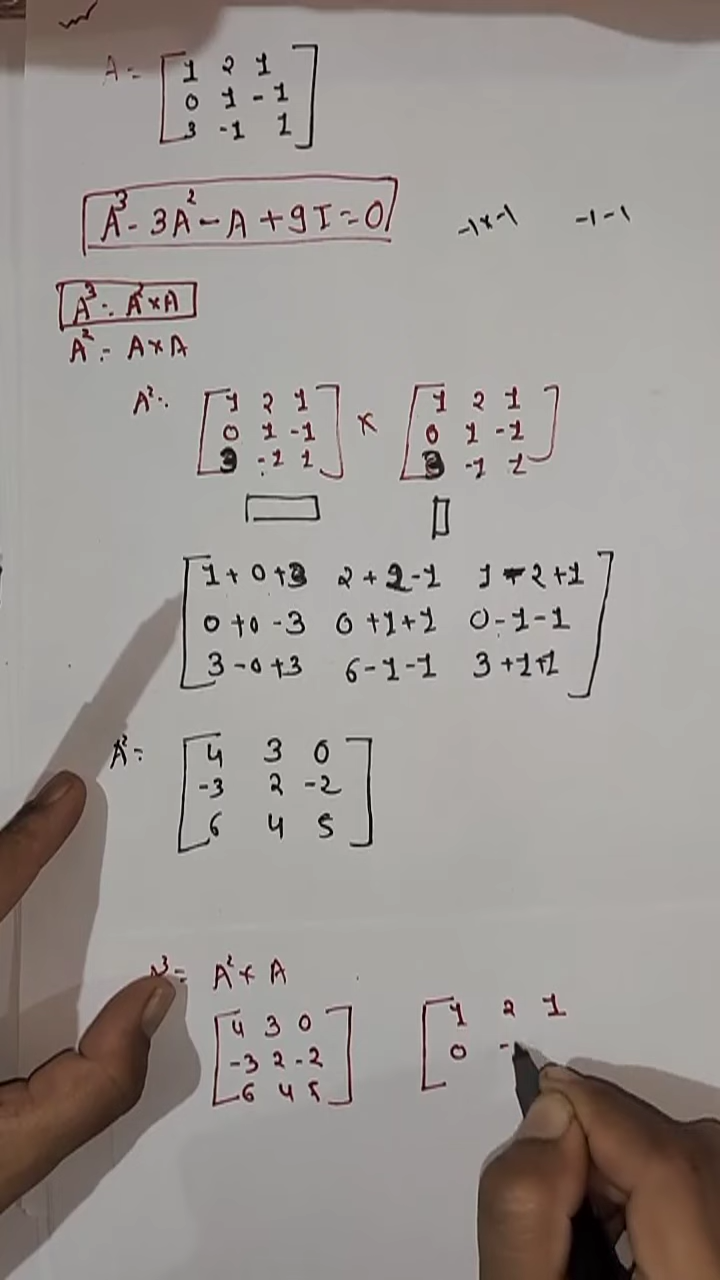 A = [1 2 1
0 1 -1
3 -1 1]
A³ - 3A² - A + 9I = 0
-1x-1 -1-1
A³ = A² x A
A² = A x A
A² = [1 2 1 x [1 2 1
0 1 -1 0 1 -1
3 -1 1] 3 -1 1]
[1+0+3 2+2-1 1-2+1
0+0-3 0+1+1 0-1-1
3-0+3 6-1-1 3+1+1]
A² = [4 3 0
-3 2 -2
6 4 5]
³ = A² x A
[4 3 0 [1 2 1
-3 2 -2 0 -
6 4 5]